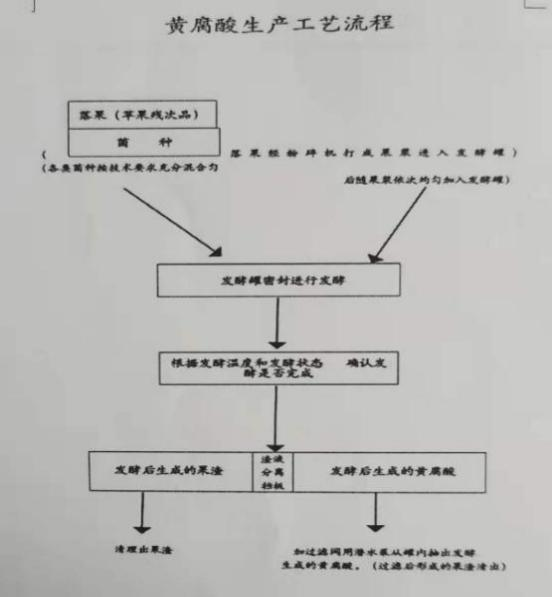 黄腐酸生产工艺流程
落果（苹果残次品）
菌 种
（ 落果经粉碎机打成果浆进入发酵罐）
（各类菌种按技术要求充分混合匀
后随果浆依次均匀加入发酵罐）
发酵罐密封进行发酵
根据发酵温度和发酵状态 确认发
酵是否完成
发酵后生成的果渣
渣液
分离
挡板
发酵后生成的黄腐酸
清理出果渣
加过滤网用潜水泵从罐内抽出发酵
生成的黄腐酸。（过滤后形成的果渣清出）